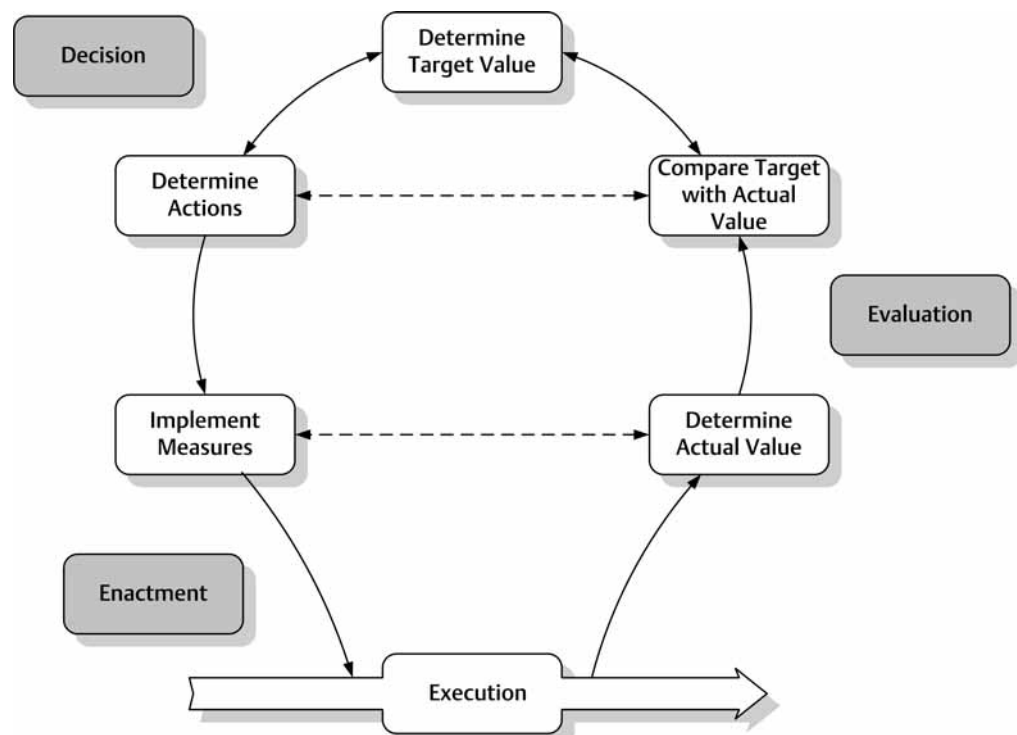 Decision
Determine
Target Value
Determine
Actions
Compare Target
with Actual
Value
Evaluation
Implement
Measures
Determine
Actual Value
Enactment
Execution